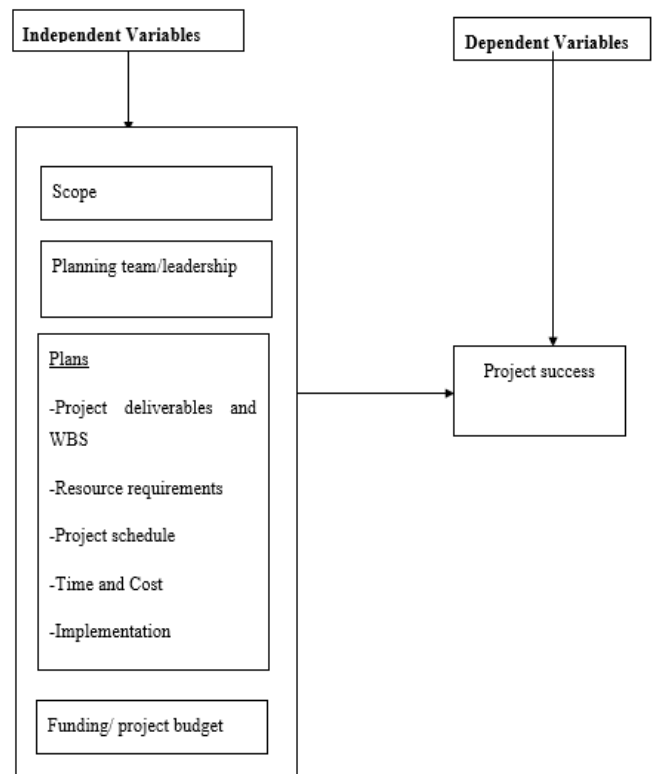 Independent Variables
Dependent Variables
Scope
Planning team/leadership
Plans
-Project deliverables and
WBS
-Resource requirements
-Project schedule
-Time and Cost
-Implementation
Funding/ project budget
Project success